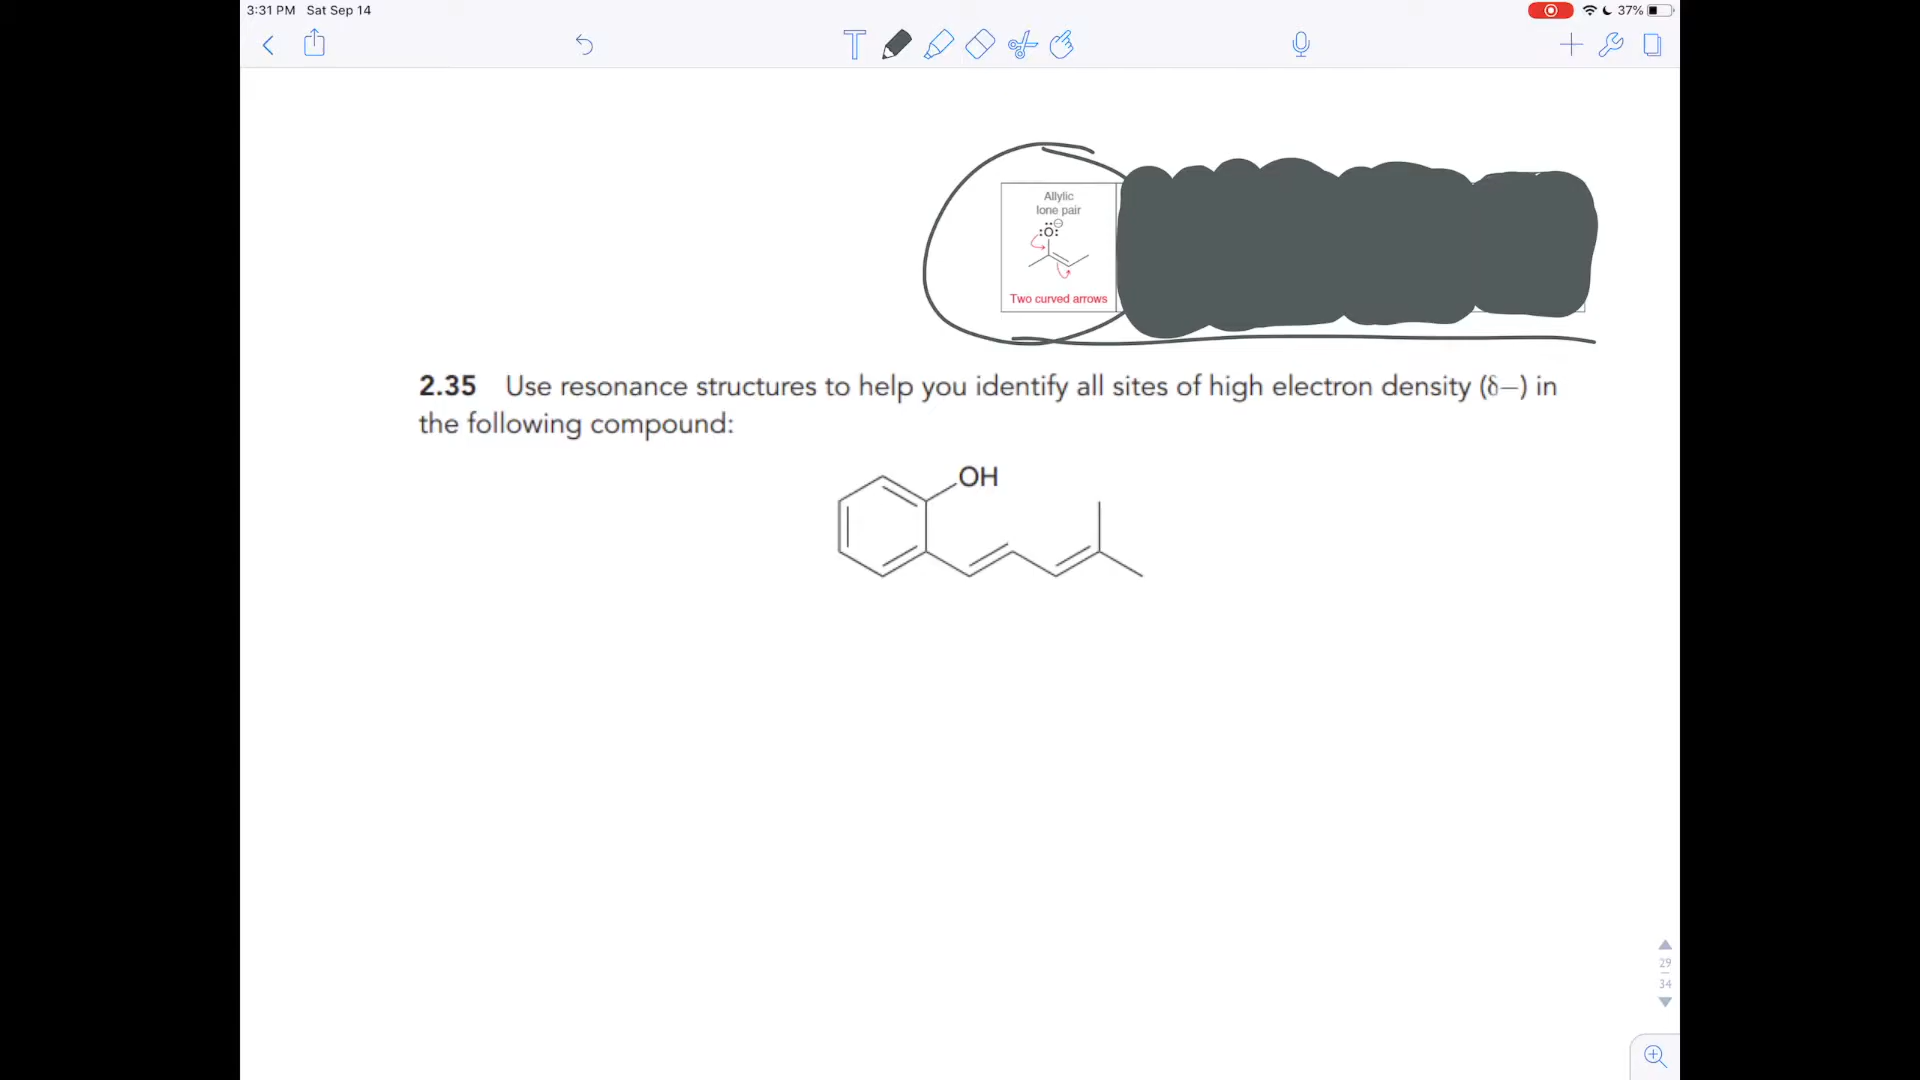 3:31 PM Sat Sep 14
37%
T
Allylic
lone pair
:O:
Two curved arrows
2.35 Use resonance structures to help you identify all sites of high electron density (δ−) in
the following compound:
OH
29
34